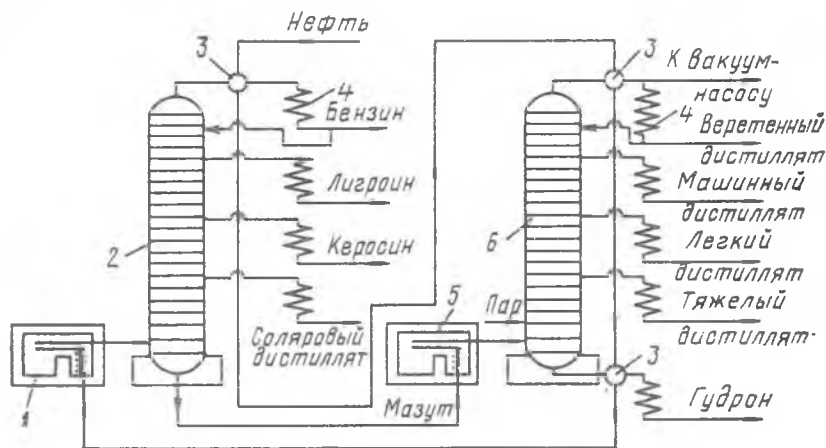 Нефть
3
4
Бензин
Лигроин
Керосин
Соляровый
дистиллят
2
1
Мазут
3
К вакуум-
насосу
4
Веретенный
дистиллят
Машинный
дистиллят
6
Легкий
дистиллят
5
Пар
Тяжелый
дистиллят-
3
Гудрон